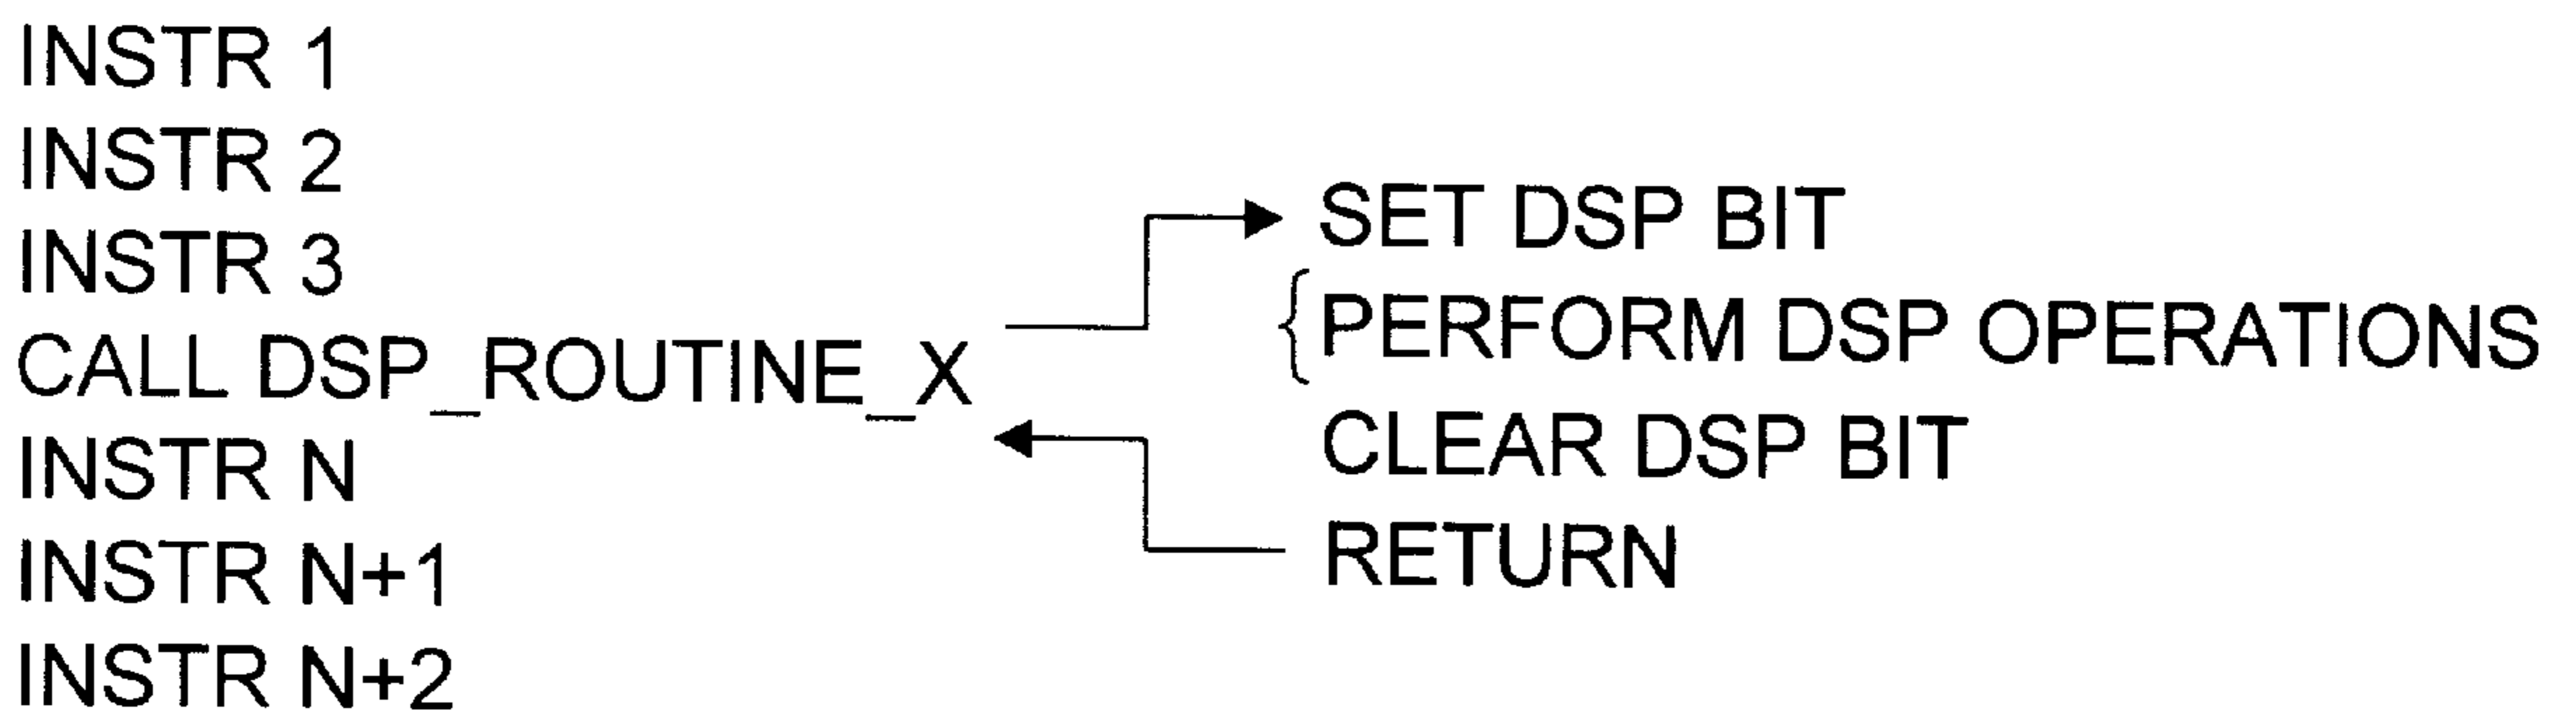 INSTR 1
INSTR 2
INSTR 3
CALL DSP_ROUTINE_X
INSTR N
INSTR N+1
INSTR N+2
SET DSP BIT
PERFORM DSP OPERATIONS
CLEAR DSP BIT
RETURN